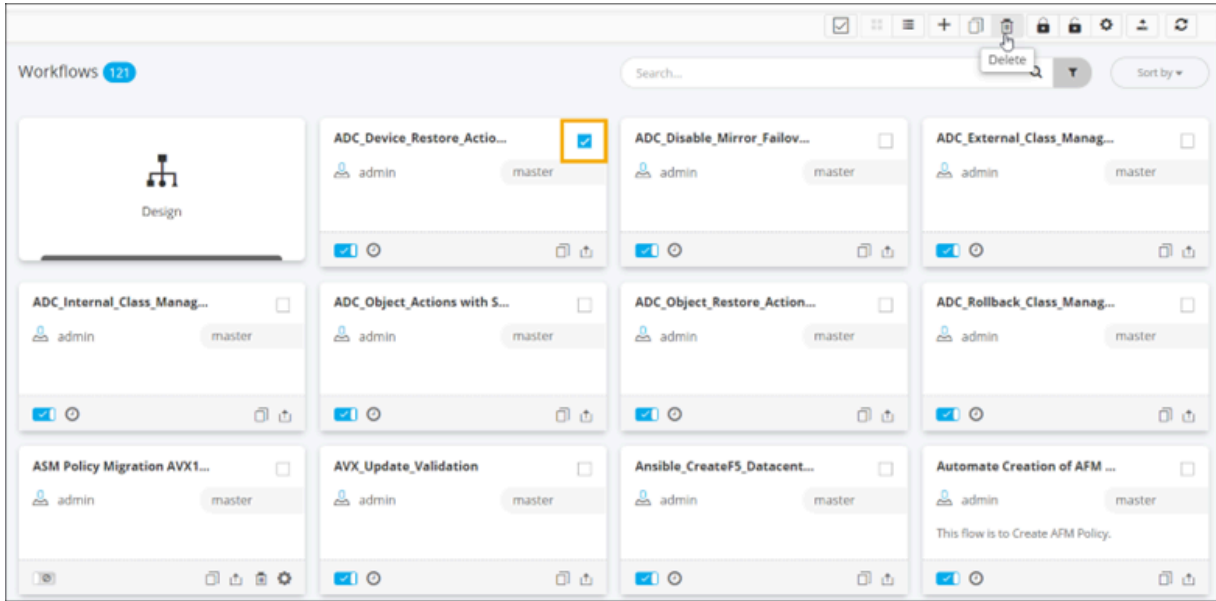 Delete
Workflows 121
Search...
Sort by
Design
ADC_Device_Restore_Actio...
admin
master
ADC_Disable_Mirror_Failov...
admin
master
ADC_External_Class_Manag...
admin
master
ADC_Internal_Class_Manag...
admin
master
ADC_Object_Actions with S...
admin
master
ADC_Object_Restore_Action...
admin
master
ADC_Rollback_Class_Manag...
admin
master
ASM Policy Migration AVX1...
admin
master
AVX_Update_Validation
admin
master
Ansible_CreateF5_Datacent...
admin
master
Automate Creation of AFM ...
admin
master
This flow is to Create AFM Policy.